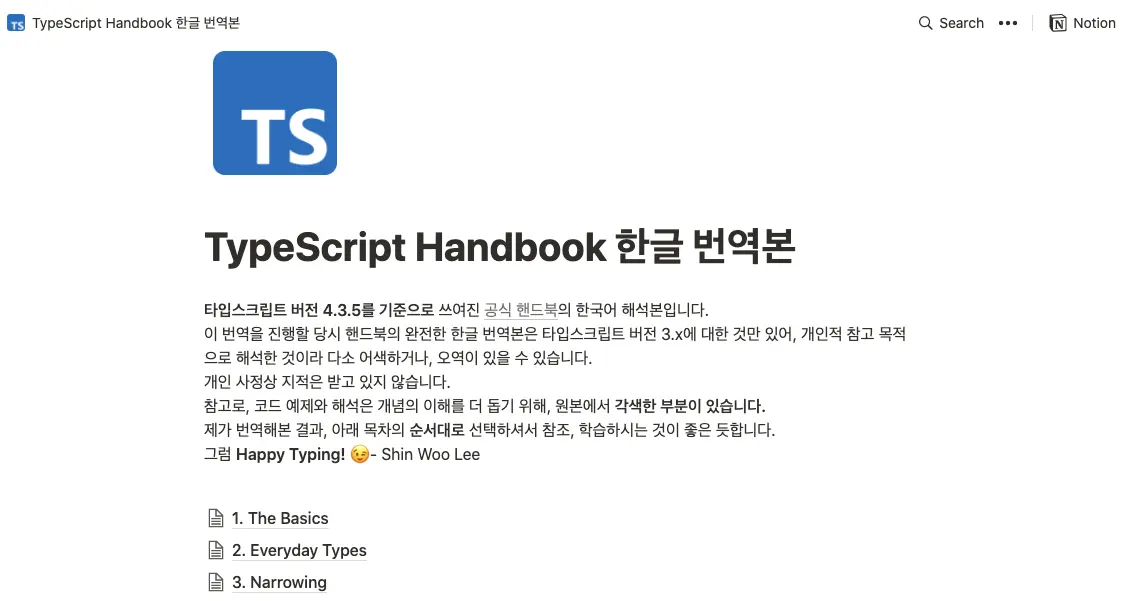 TS TypeScript Handbook 한글 번역본 Search ••• Notion
TS
TypeScript Handbook 한글 번역본
타입스크립트 버전 4.3.5를 기준으로 쓰여진 공식 핸드북의 한국어 해석본입니다.
이 번역을 진행할 당시 핸드북의 완전한 한글 번역본은 타입스크립트 버전 3.x에 대한 것만 있어, 개인적 참고 목적
으로 해석한 것이라 다소 어색하거나, 오역이 있을 수 있습니다.
개인 사정상 지적은 받고 있지 않습니다.
참고로, 코드 예제와 해석은 개념의 이해를 더 돕기 위해, 원본에서 각색한 부분이 있습니다.
제가 번역해본 결과, 아래 목차의 순서대로 선택하셔서 참조, 학습하시는 것이 좋은 듯합니다.
그럼 Happy Typing! 😉- Shin Woo Lee
1. The Basics
2. Everyday Types
3. Narrowing